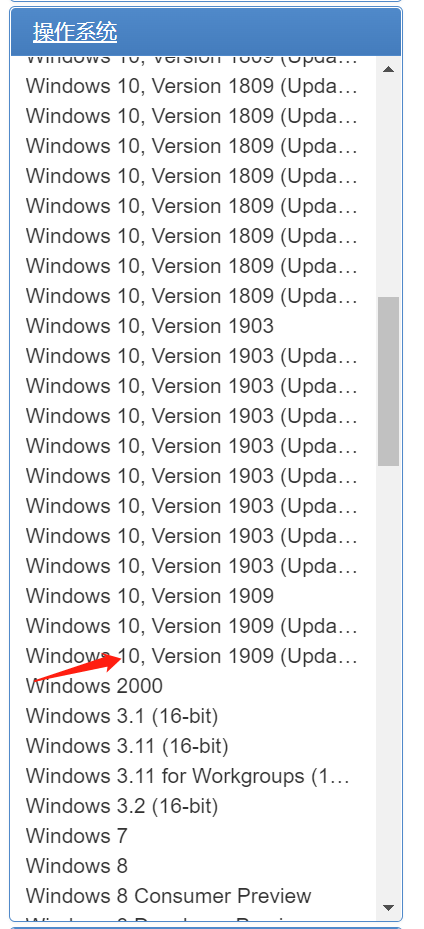 操作系统
Windows 10, Version 1809 (Upda…
Windows 10, Version 1809 (Upda…
Windows 10, Version 1809 (Upda…
Windows 10, Version 1809 (Upda…
Windows 10, Version 1809 (Upda…
Windows 10, Version 1809 (Upda…
Windows 10, Version 1809 (Upda…
Windows 10, Version 1809 (Upda…
Windows 10, Version 1809 (Upda…
Windows 10, Version 1903
Windows 10, Version 1903 (Upda…
Windows 10, Version 1903 (Upda…
Windows 10, Version 1903 (Upda…
Windows 10, Version 1903 (Upda…
Windows 10, Version 1903 (Upda…
Windows 10, Version 1903 (Upda…
Windows 10, Version 1903 (Upda…
Windows 10, Version 1903 (Upda…
Windows 10, Version 1909
Windows 10, Version 1909 (Upda…
Windows 10, Version 1909 (Upda…
Windows 2000
Windows 3.1 (16-bit)
Windows 3.11 (16-bit)
Windows 3.11 for Workgroups (1…
Windows 3.2 (16-bit)
Windows 7
Windows 8
Windows 8 Consumer Preview